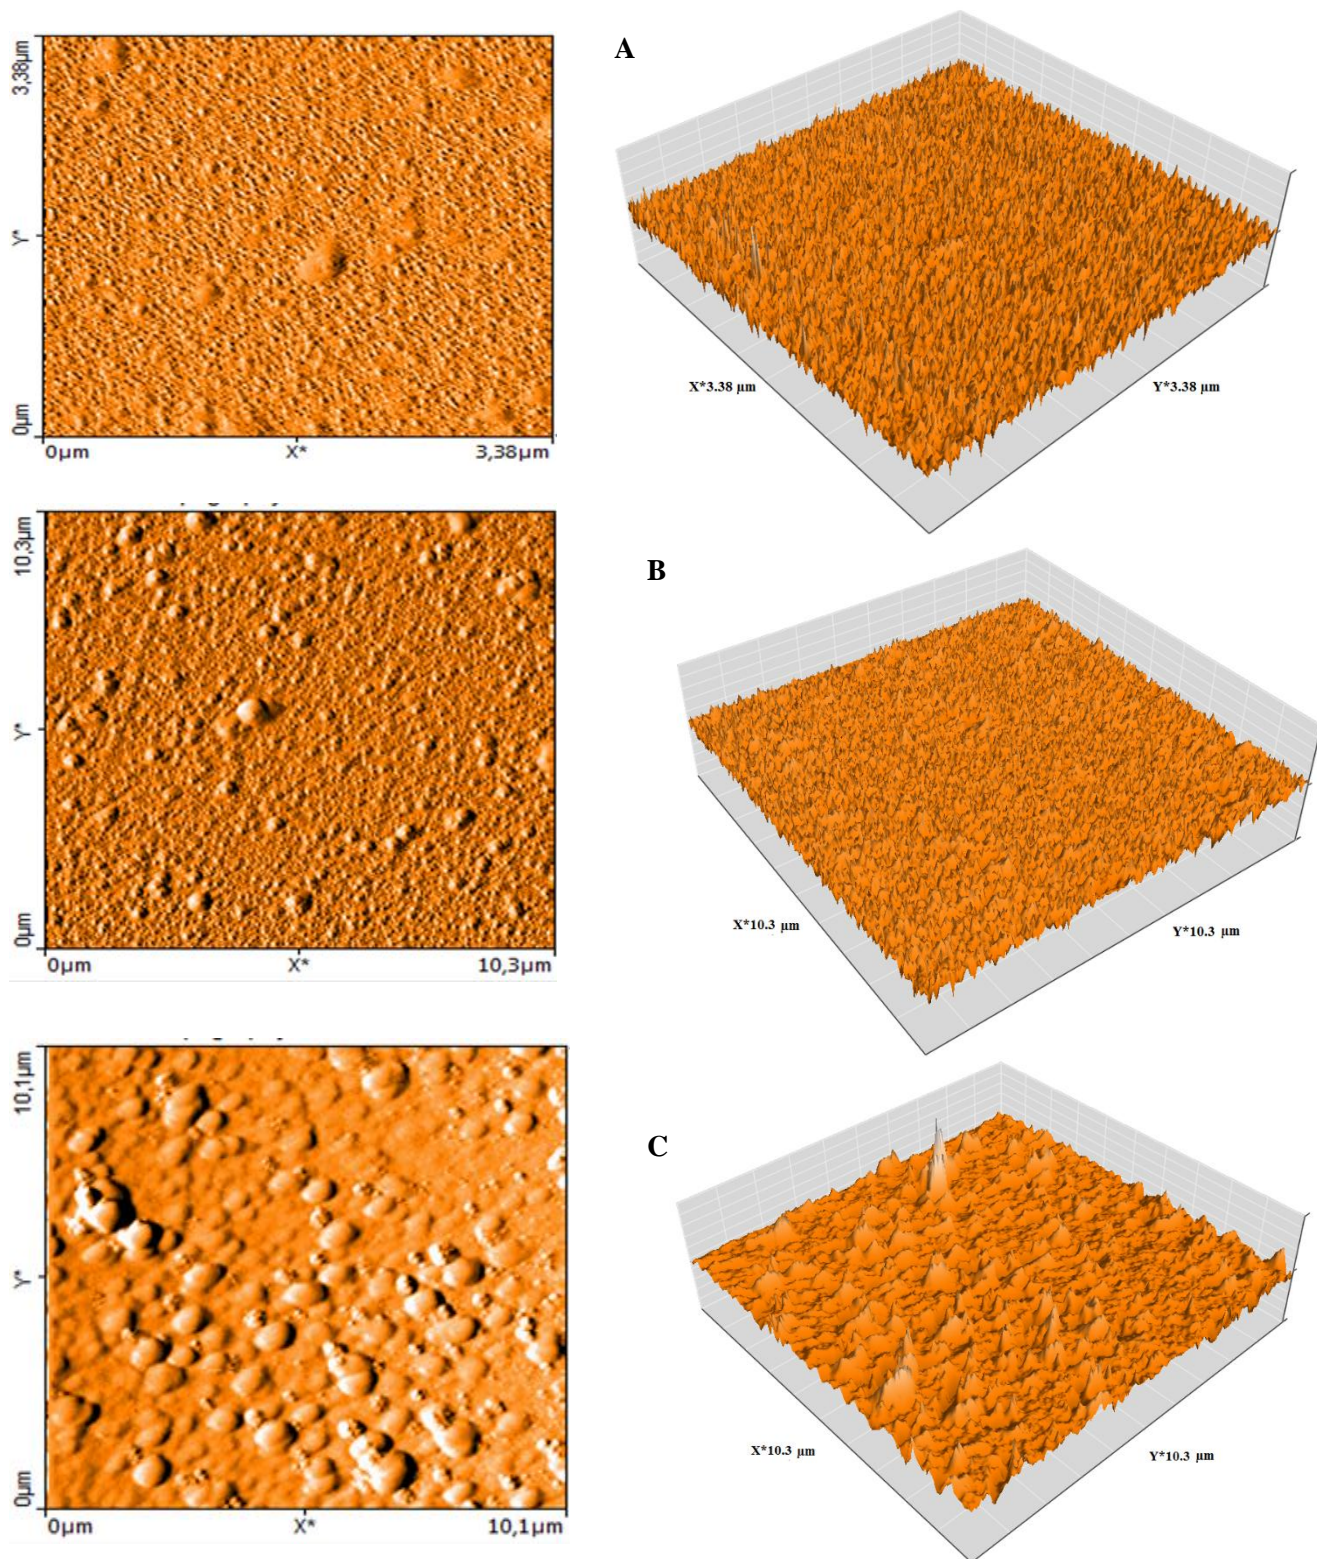 A
3,38µm
Y*
0µm
0µm X* 3,38µm
X*3.38 µm
Y*3.38 µm
B
10,3µm
Y*
0µm
0µm X* 10,3µm
X*10.3 µm
Y*10.3 µm
C
10,1µm
Y*
0µm
0µm X* 10,1µm
X*10.3 µm
Y*10.3 µm